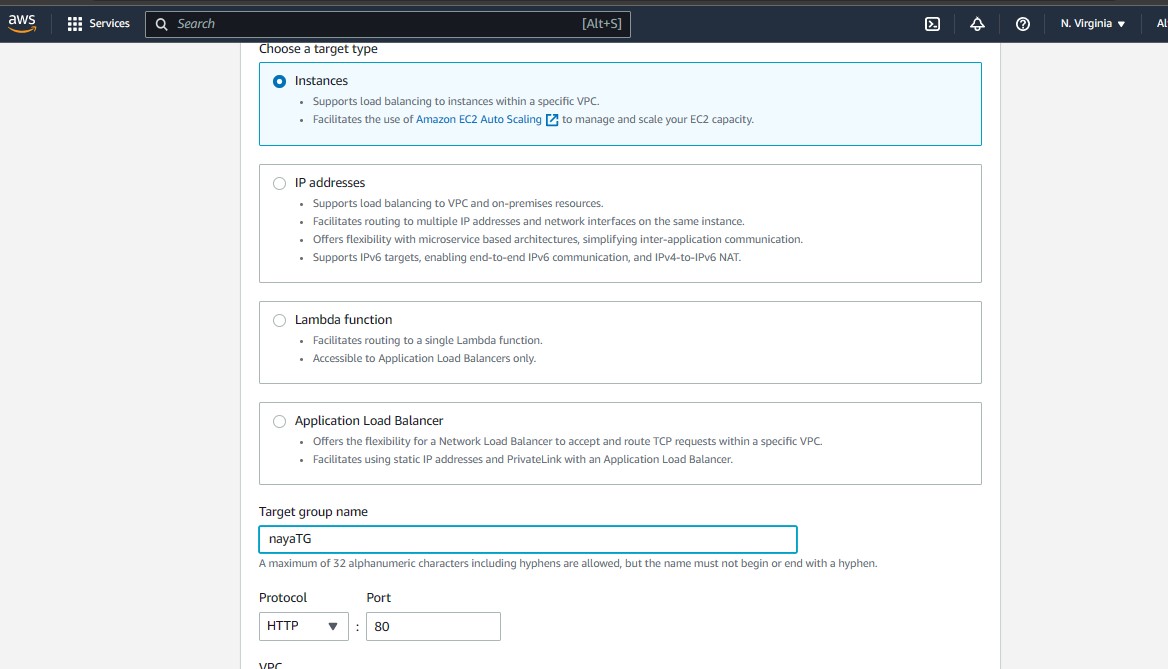 aws
Services
Search
[Alt+S]
N. Virginia
Choose a target type
Instances
Supports load balancing to instances within a specific VPC.
Facilitates the use of Amazon EC2 Auto Scaling to manage and scale your EC2 capacity.
IP addresses
Supports load balancing to VPC and on-premises resources.
Facilitates routing to multiple IP addresses and network interfaces on the same instance.
Offers flexibility with microservice based architectures, simplifying inter-application communication.
Supports IPv6 targets, enabling end-to-end IPv6 communication, and IPv4-to-IPv6 NAT.
Lambda function
Facilitates routing to a single Lambda function.
Accessible to Application Load Balancers only.
Application Load Balancer
Offers the flexibility for a Network Load Balancer to accept and route TCP requests within a specific VPC.
Facilitates using static IP addresses and PrivateLink with an Application Load Balancer.
Target group name
nayaTG
A maximum of 32 alphanumeric characters including hyphens are allowed, but the name must not begin or end with a hyphen.
Protocol
Port
HTTP : 80
VPC